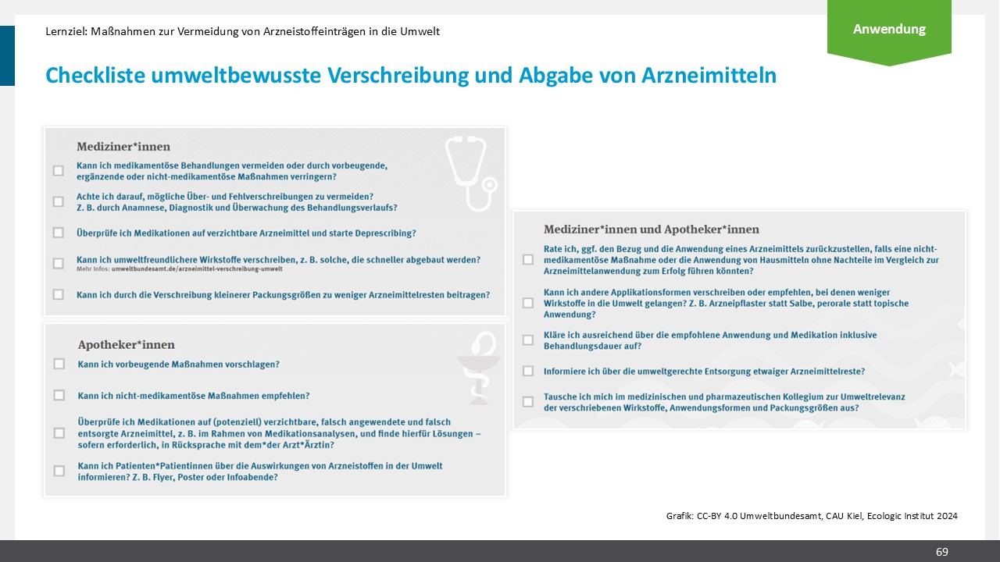 Lernziel: Maßnahmen zur Vermeidung von Arzneistoffeinträgen in die Umwelt
Anwendung
Checkliste umweltbewusste Verschreibung und Abgabe von Arzneimitteln
Mediziner*innen
Kann ich medikamentöse Behandlungen vermeiden oder durch vorbeugende,
ergänzende oder nicht-medikamentöse Maßnahmen verringern?
Achte ich darauf, mögliche Über- und Fehlverschreibungen zu vermeiden?
Z. B. durch Anamnese, Diagnostik und Überwachung des Behandlungsverlaufs?
Überprüfe ich Medikationen auf verzichtbare Arzneimittel und starte Deprescribing?
Kann ich umweltfreundlichere Wirkstoffe verschreiben, z. B. solche, die schneller abgebaut werden?
Mehr Infos: umweltbundesamt.de/arzneimittel-verschreibung-umwelt
Kann ich durch die Verschreibung kleinerer Packungsgrößen zu weniger Arzneimittelresten beitragen?
Apotheker*innen
Kann ich vorbeugende Maßnahmen vorschlagen?
Kann ich nicht-medikamentöse Maßnahmen empfehlen?
Überprüfe ich Medikationen auf (potenziell) verzichtbare, falsch angewendete und falsch
entsorgte Arzneimittel, z. B. im Rahmen von Medikationsanalysen, und finde hierfür Lösungen –
sofern erforderlich, in Rücksprache mit dem*der Arzt*Ärztin?
Kann ich Patienten*Patientinnen über die Auswirkungen von Arzneistoffen in der Umwelt
informieren? Z. B. Flyer, Poster oder Infoabende?
Mediziner*innen und Apotheker*innen
Rate ich, ggf. den Bezug und die Anwendung eines Arzneimittels zurückzustellen, falls eine nicht-
medikamentöse Maßnahme oder die Anwendung von Hausmitteln ohne Nachteile im Vergleich zur
Arzneimittelanwendung zum Erfolg führen könnten?
Kann ich andere Applikationsformen verschreiben oder empfehlen, bei denen weniger
Wirkstoffe in die Umwelt gelangen? Z. B. Arzneipflaster statt Salbe, perorale statt topische
Anwendung?
Kläre ich ausreichend über die empfohlene Anwendung und Medikation inklusive
Behandlungsdauer auf?
Informiere ich über die umweltgerechte Entsorgung etwaiger Arzneimittelreste?
Tausche ich mich im medizinischen und pharmazeutischen Kollegium zur Umweltrelevanz
der verschriebenen Wirkstoffe, Anwendungsformen und Packungsgrößen aus?
Grafik: CC-BY 4.0 Umweltbundesamt, CAU Kiel, Ecologic Institut 2024
69